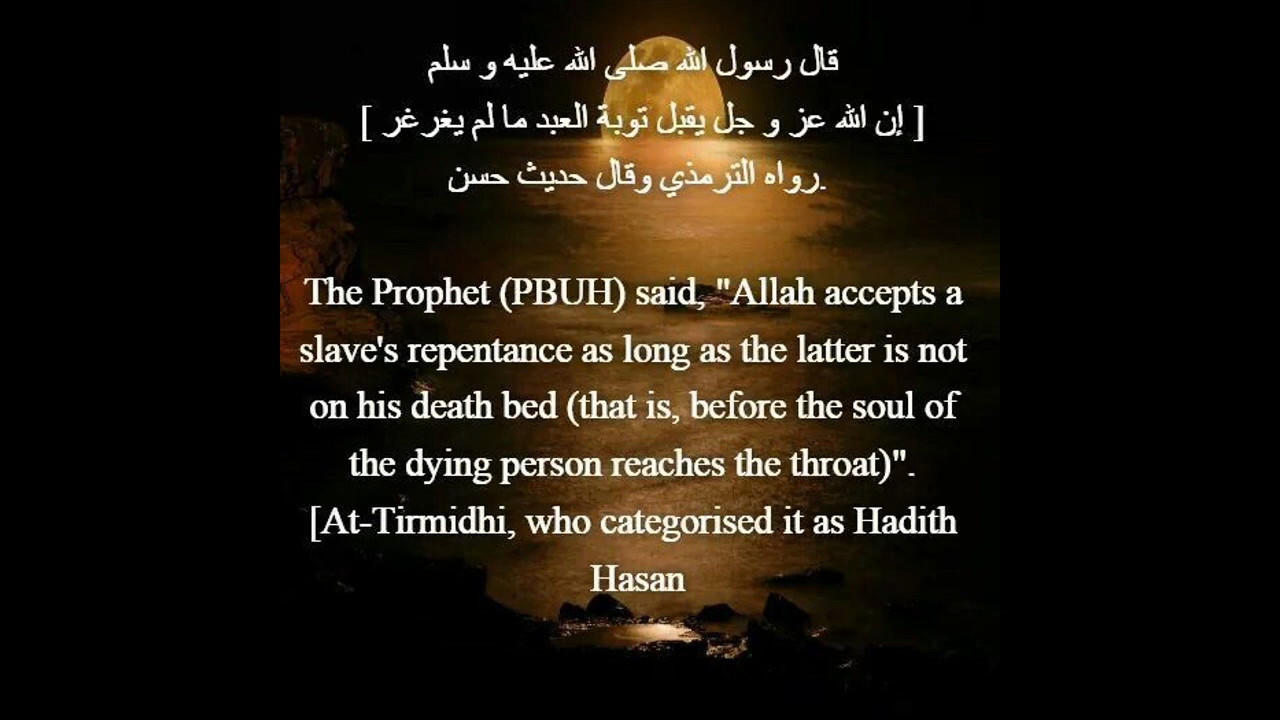 قال رسول الله صلى الله عليه و سلم
[ إن الله عز و جل يقبل توبة العبد ما لم يغرغر ]
رواه الترمذي وقال حديث حسن.
The Prophet (PBUH) said, "Allah accepts a
slave's repentance as long as the latter is not
on his death bed (that is, before the soul of
the dying person reaches the throat)".
[At-Tirmidhi, who categorised it as Hadith
Hasan